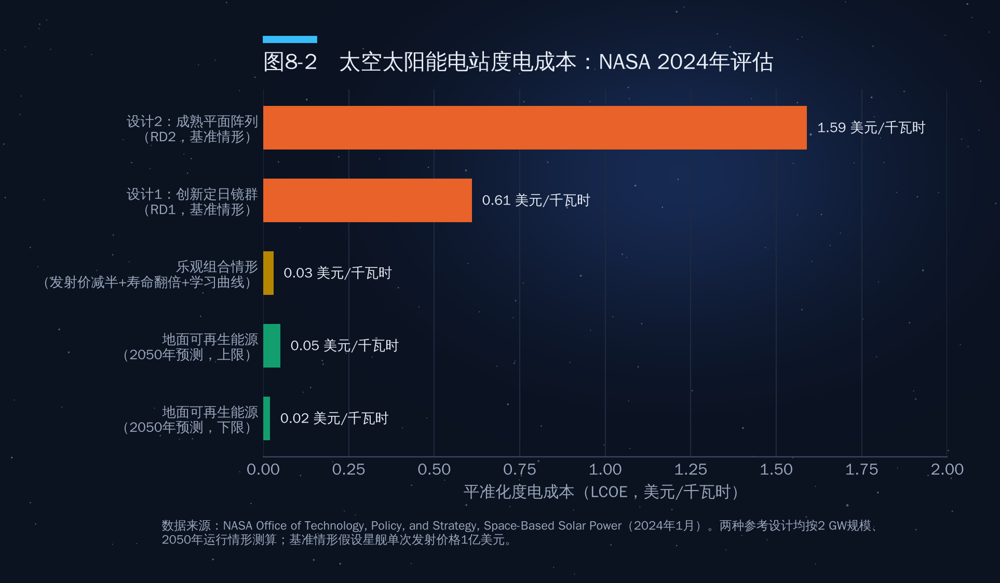 图8-2 太空太阳能电站度电成本：NASA 2024年评估
设计2：成熟平面阵列
（RD2，基准情形）
1.59 美元/千瓦时
设计1：创新定日镜群
（RD1，基准情形）
0.61 美元/千瓦时
乐观组合情形
（发射价减半+寿命翻倍+学习曲线）
0.03 美元/千瓦时
地面可再生能源
（2050年预测，上限）
0.05 美元/千瓦时
地面可再生能源
（2050年预测，下限）
0.02 美元/千瓦时
0.00 0.25 0.50 0.75 1.00 1.25 1.50 1.75 2.00
平准化度电成本（LCOE，美元/千瓦时）
数据来源：NASA Office of Technology, Policy, and Strategy, Space-Based Solar Power（2024年1月）。两种参考设计均按2 GW规模、
2050年运行情形测算；基准情形假设星舰单次发射价格1亿美元。